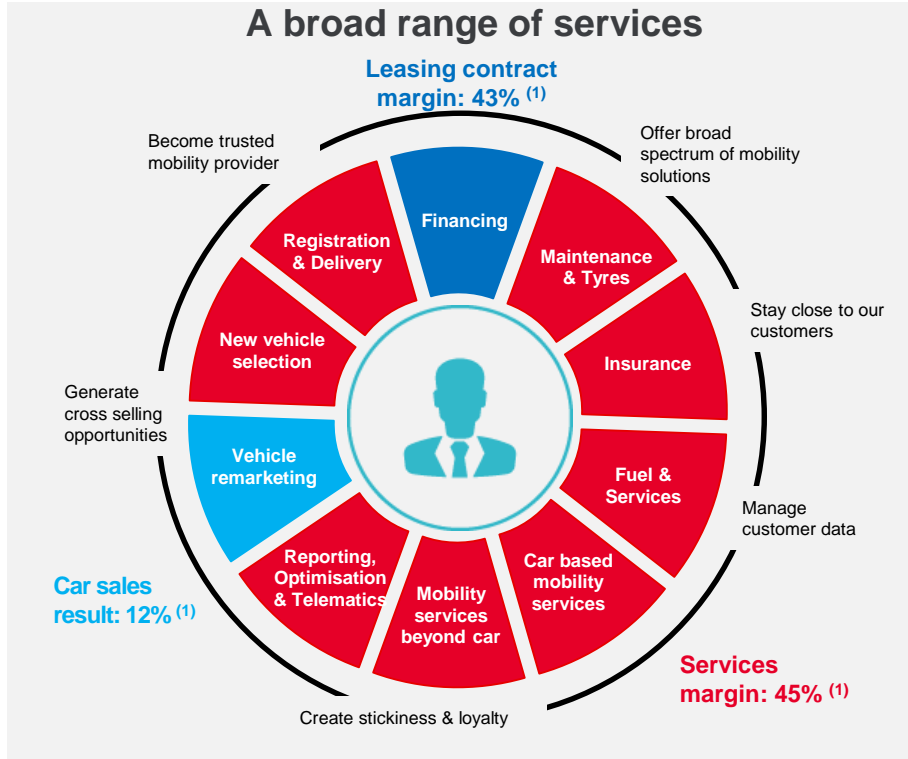 A broad range of services
Leasing contract
margin: 43% (1)
Become trusted
mobility provider
Offer broad
spectrum of mobility
solutions
Financing
Registration
& Delivery
Maintenance
& Tyres
New vehicle
selection
Insurance
Stay close to our
customers
Generate
cross selling
opportunities
Vehicle
remarketing
Fuel &
Services
Manage
customer data
Reporting,
Optimisation
& Telematics
Mobility
services
beyond car
Car based
mobility
services
Car sales
result: 12% (1)
Services
margin: 45% (1)
Create stickiness & loyalty